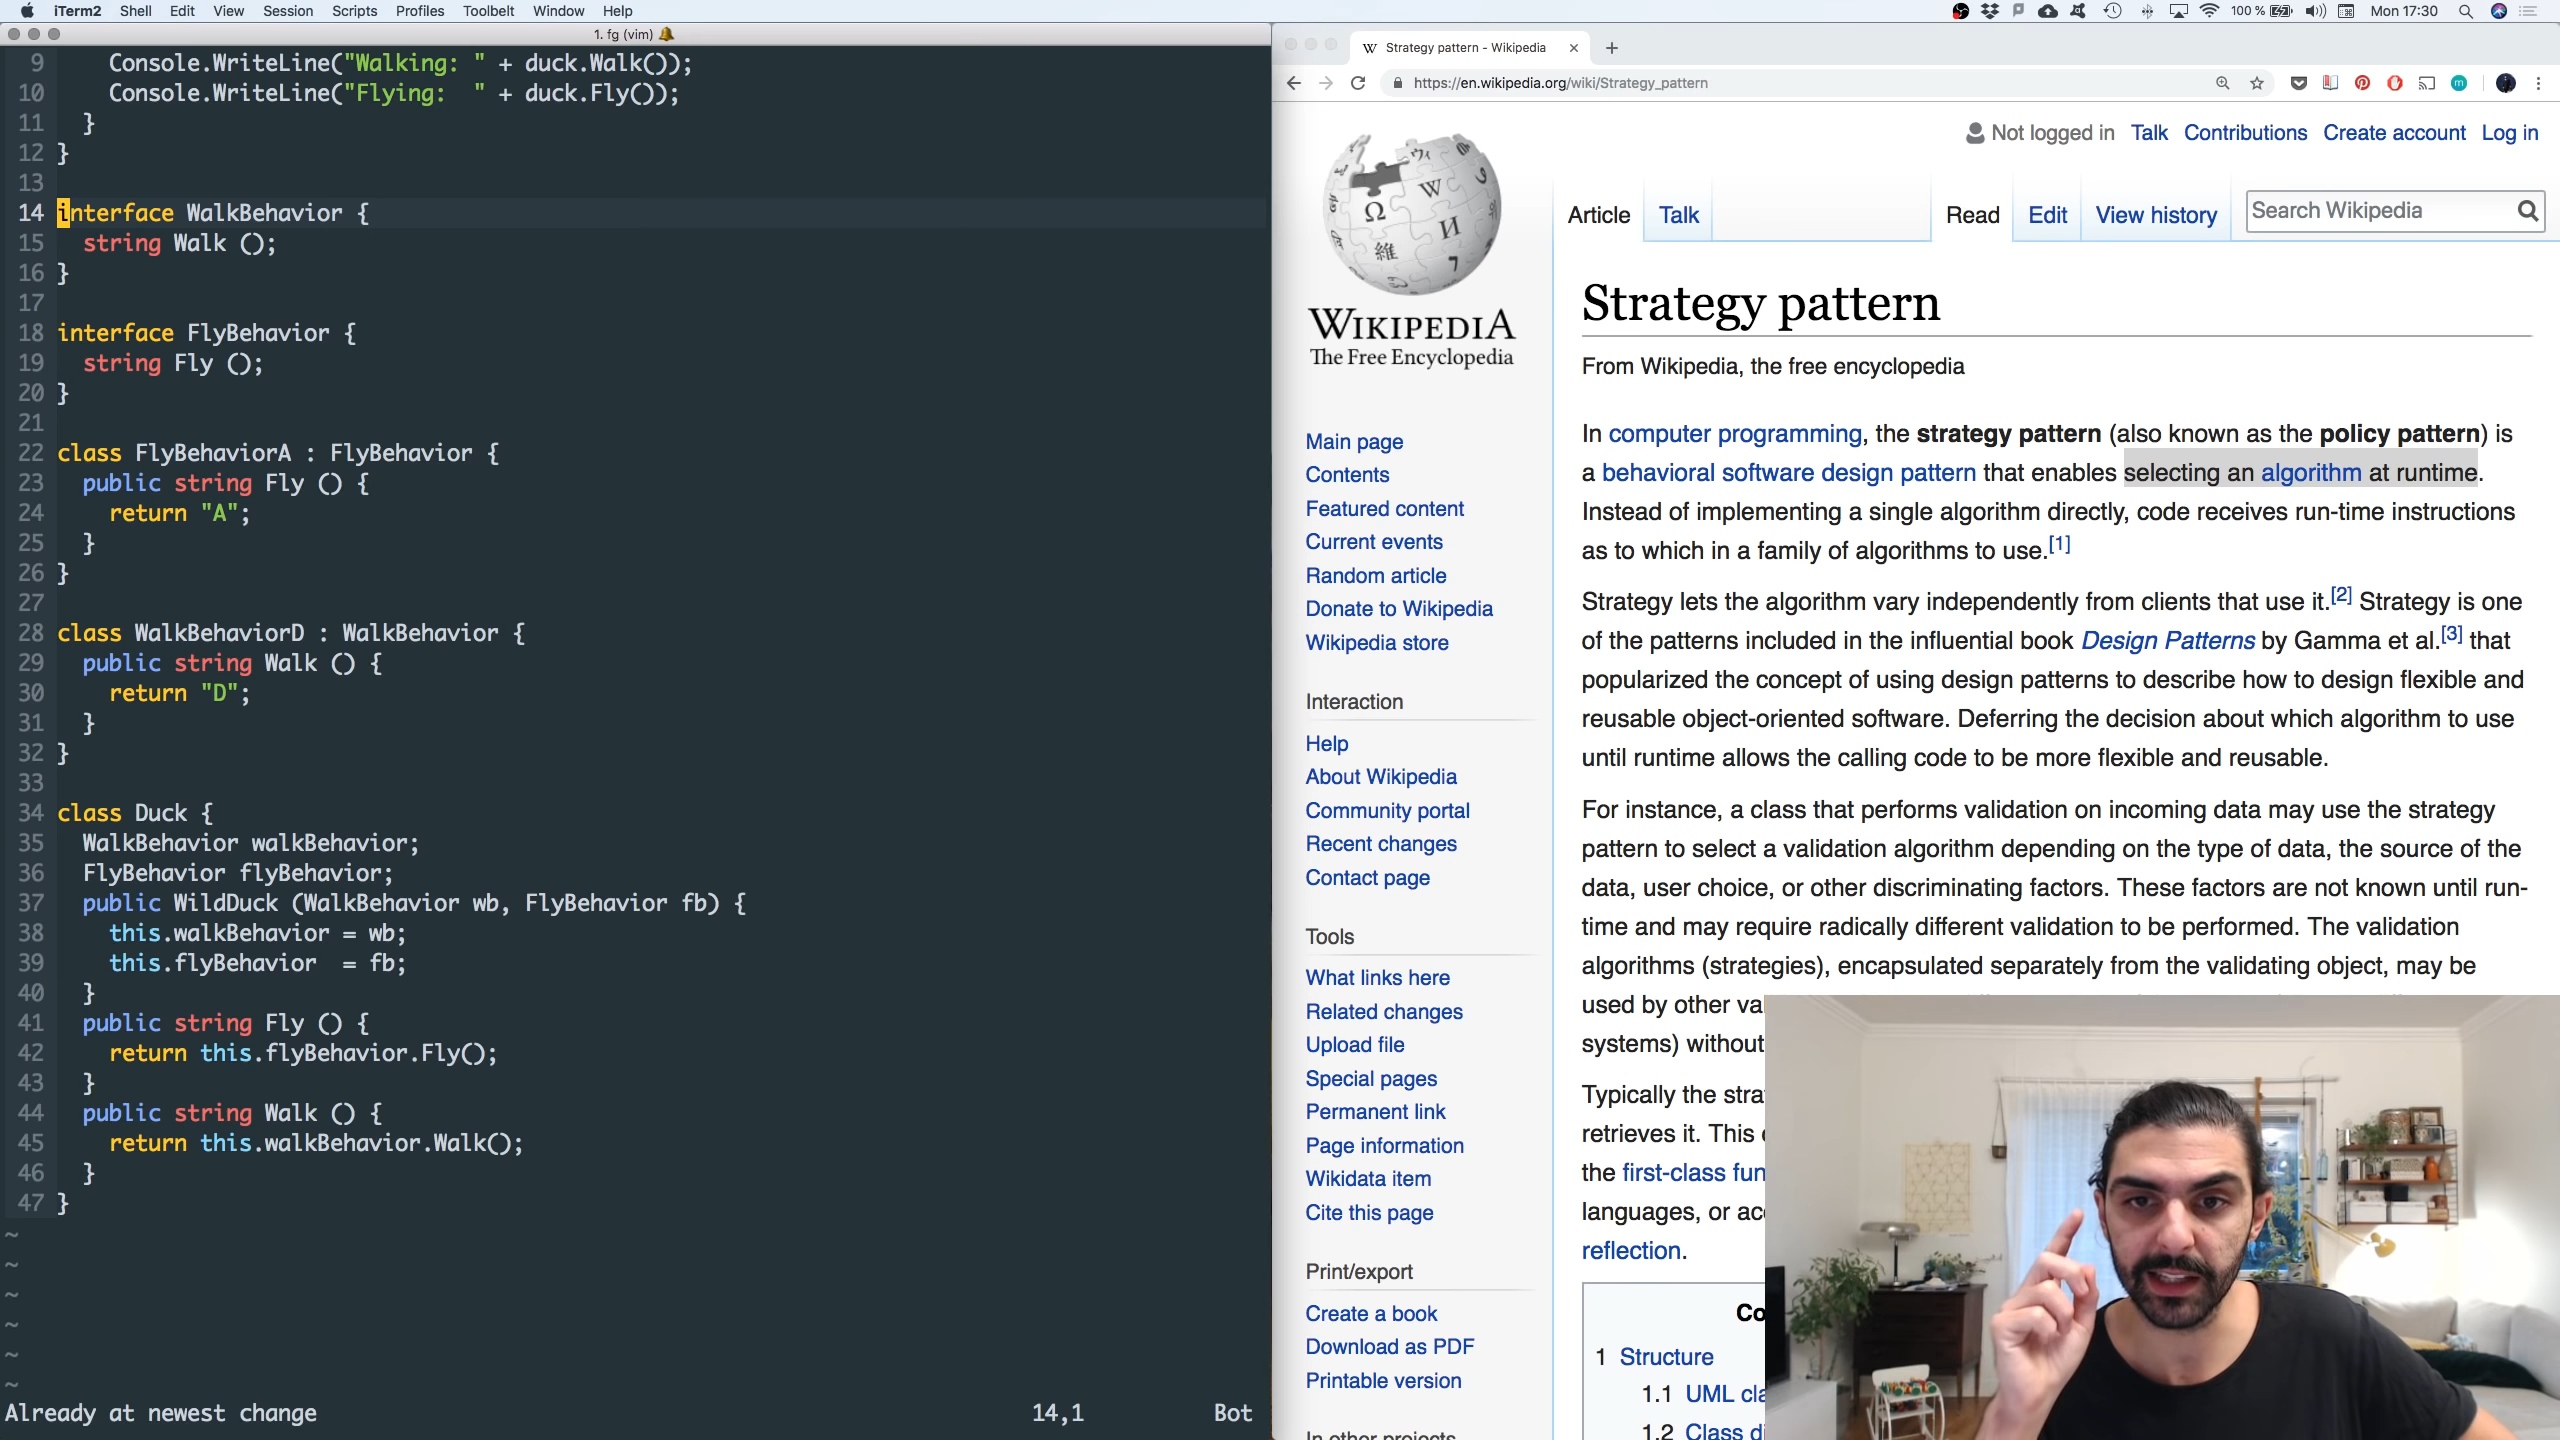 iTerm2 Shell Edit View Session Scripts Profiles Toolbelt Window Help
100 % Mon 17:30
1. fg (vim)
9 Console.WriteLine("Walking: " + duck.Walk());
10 Console.WriteLine("Flying:  " + duck.Fly());
11 }
12 }
13
14 interface WalkBehavior {
15 string Walk ();
16 }
17
18 interface FlyBehavior {
19 string Fly ();
20 }
21
22 class FlyBehaviorA : FlyBehavior {
23 public string Fly () {
24 return "A";
25 }
26 }
27
28 class WalkBehaviorD : WalkBehavior {
29 public string Walk () {
30 return "D";
31 }
32 }
33
34 class Duck {
35 WalkBehavior walkBehavior;
36 FlyBehavior flyBehavior;
37 public WildDuck (WalkBehavior wb, FlyBehavior fb) {
38 this.walkBehavior = wb;
39 this.flyBehavior  = fb;
40 }
41 public string Fly () {
42 return this.flyBehavior.Fly();
43 }
44 public string Walk () {
45 return this.walkBehavior.Walk();
46 }
47 }
~
~
~
~
~
~
Already at newest change 14,1 Bot
W Strategy pattern - Wikipedia
https://en.wikipedia.org/wiki/Strategy_pattern
Not logged in Talk Contributions Create account Log in
Article Talk Read Edit View history Search Wikipedia
WIKIPEDIA
The Free Encyclopedia
Main page
Contents
Featured content
Current events
Random article
Donate to Wikipedia
Wikipedia store
Interaction
Help
About Wikipedia
Community portal
Recent changes
Contact page
Tools
What links here
Related changes
Upload file
Special pages
Permanent link
Page information
Wikidata item
Cite this page
Print/export
Create a book
Download as PDF
Printable version
In other projects
Strategy pattern
From Wikipedia, the free encyclopedia
In computer programming, the strategy pattern (also known as the policy pattern) is
a behavioral software design pattern that enables selecting an algorithm at runtime.
Instead of implementing a single algorithm directly, code receives run-time instructions
as to which in a family of algorithms to use.[1]
Strategy lets the algorithm vary independently from clients that use it.[2] Strategy is one
of the patterns included in the influential book Design Patterns by Gamma et al.[3] that
popularized the concept of using design patterns to describe how to design flexible and
reusable object-oriented software. Deferring the decision about which algorithm to use
until runtime allows the calling code to be more flexible and reusable.
For instance, a class that performs validation on incoming data may use the strategy
pattern to select a validation algorithm depending on the type of data, the source of the
data, user choice, or other discriminating factors. These factors are not known until run-
time and may require radically different validation to be performed. The validation
algorithms (strategies), encapsulated separately from the validating object, may be
used by other va
systems) without
Typically the stra
retrieves it. This
the first-class fun
languages, or ac
reflection.
Co
1 Structure
1.1 UML cla
1.2 Class di